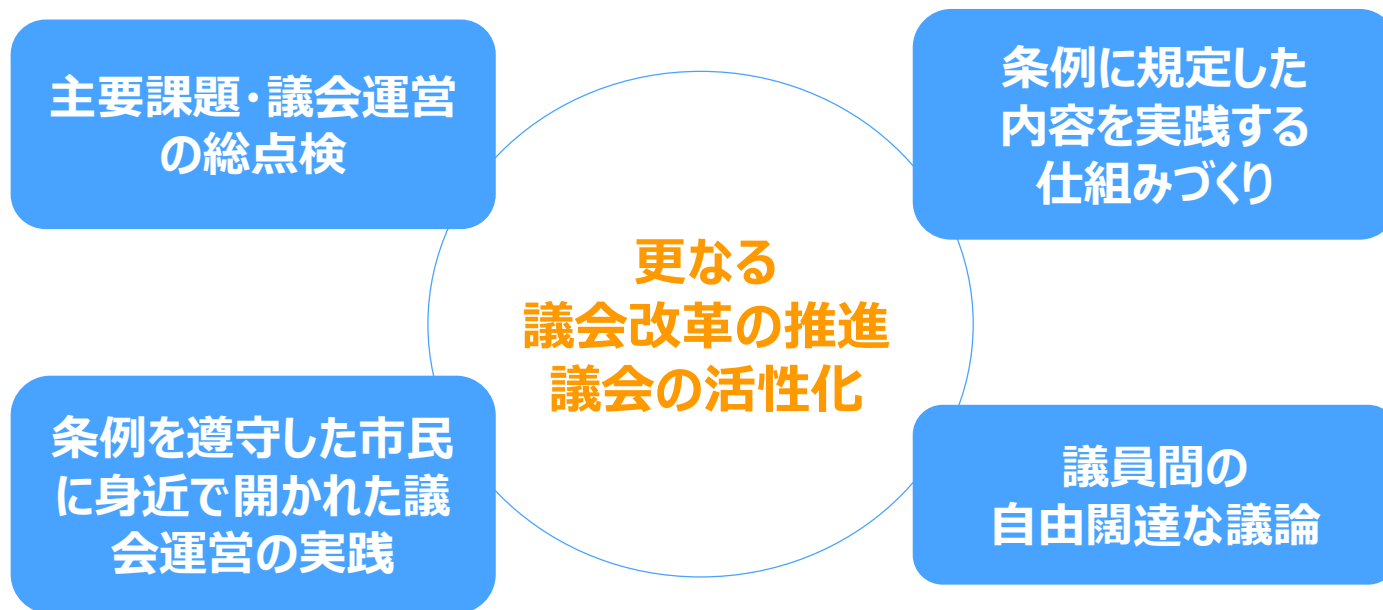 主要課題・議会運営
の総点検
条例に規定した
内容を実践する
仕組みづくり
更なる
議会改革の推進
議会の活性化
条例を遵守した市民
に身近で開かれた議
会運営の実践
議員間の
自由闊達な議論